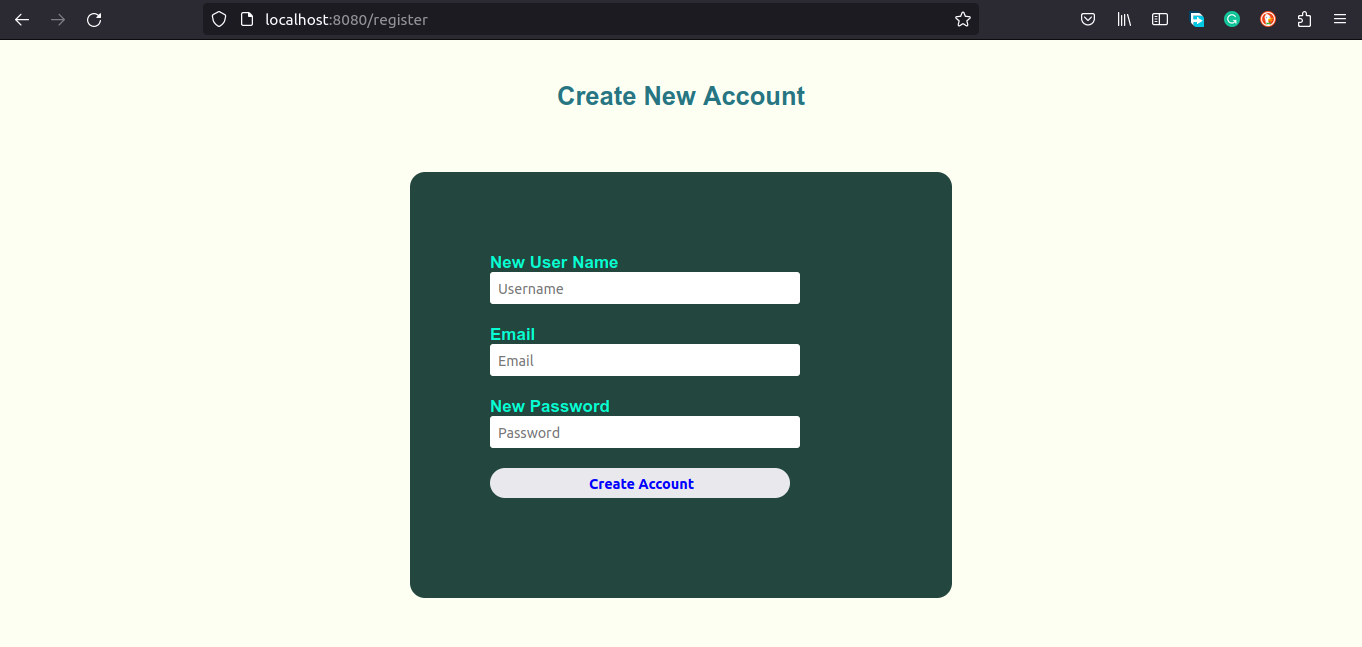 localhost:8080/register
Create New Account
New User Name
Username
Email
Email
New Password
Password
Create Account